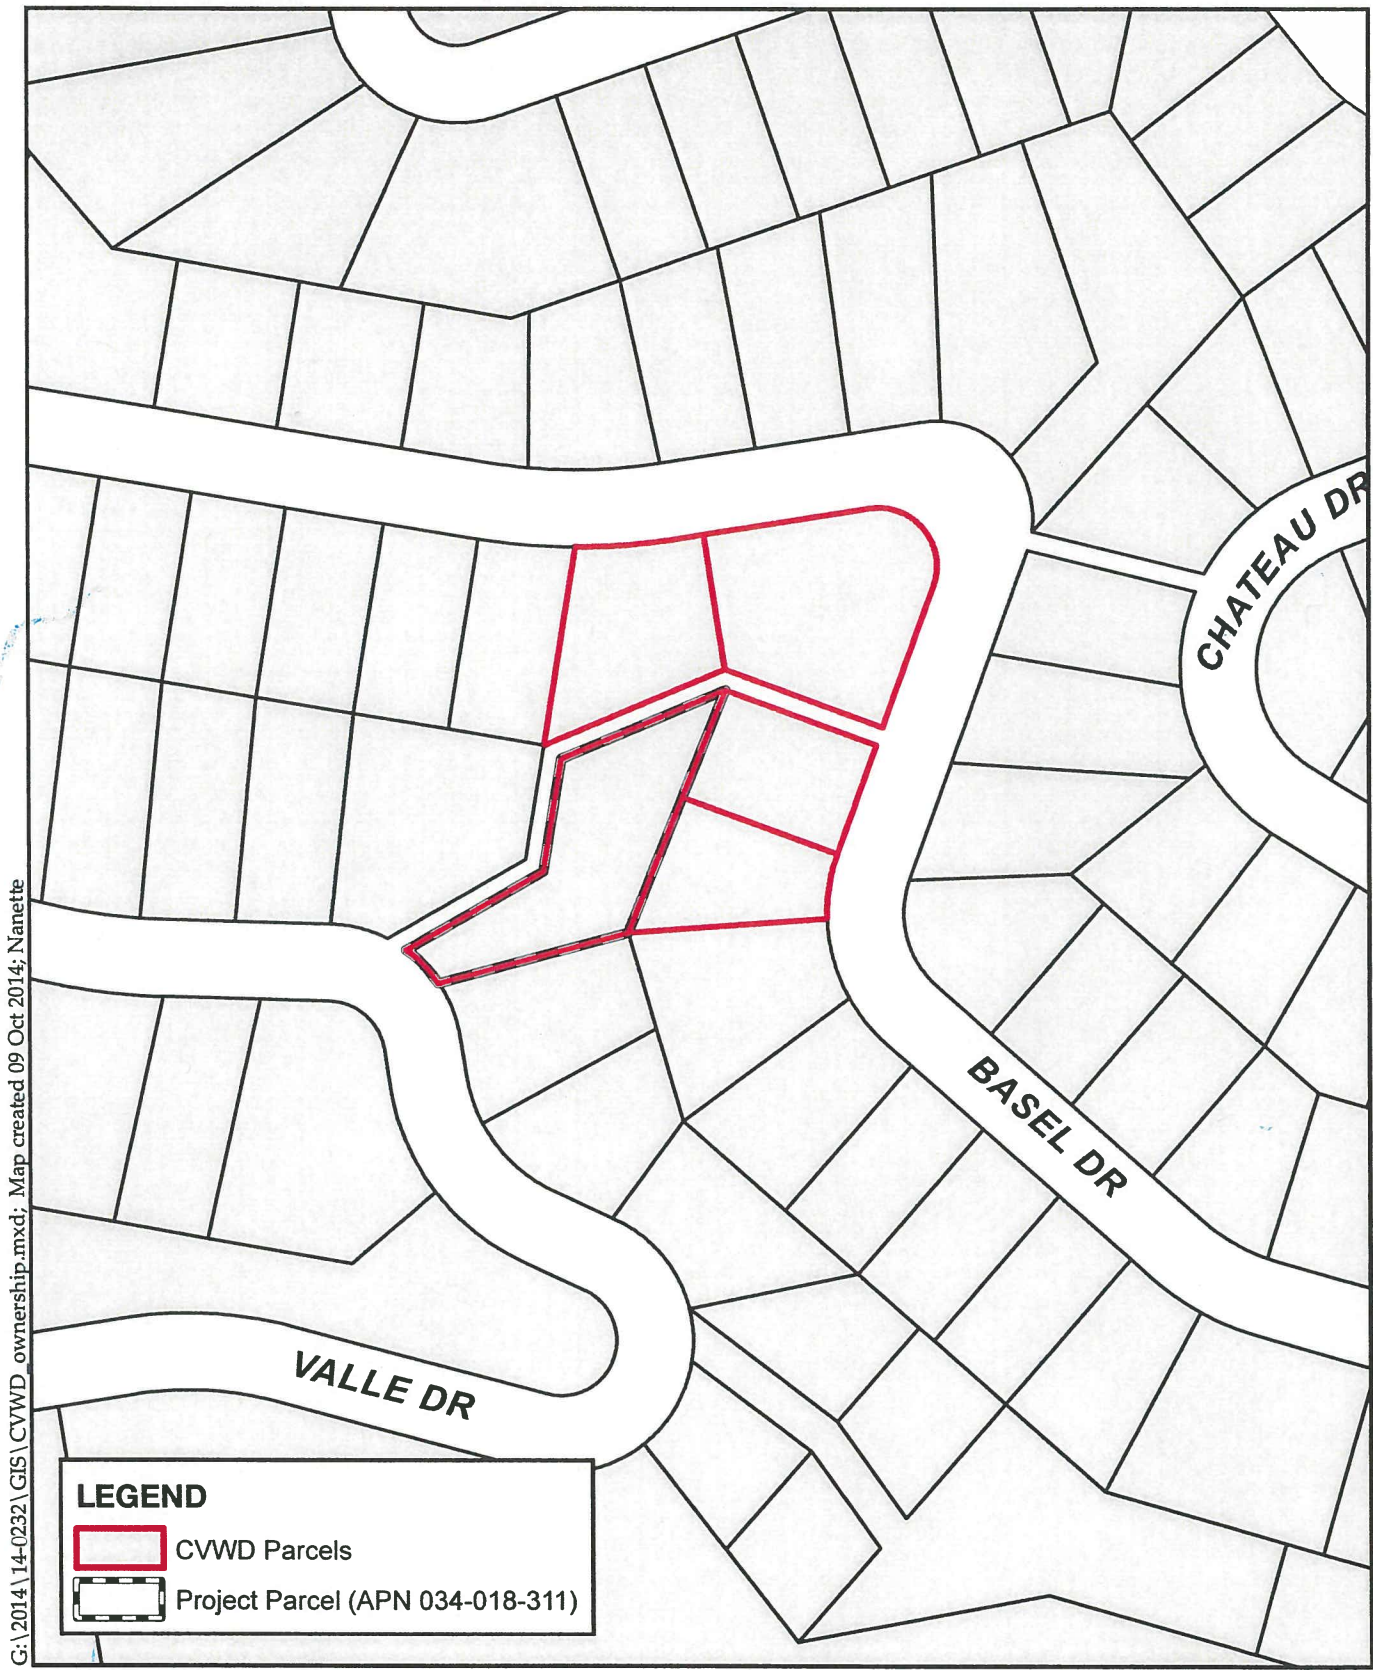 CHATEAU DR
BASEL DR
VALLE DR
LEGEND
CVWD Parcels
Project Parcel (APN 034-018-311)
G:\2014\14-0232\GIS\CVWD_ownership.mxd; Map created 09 Oct 2014; Nanette